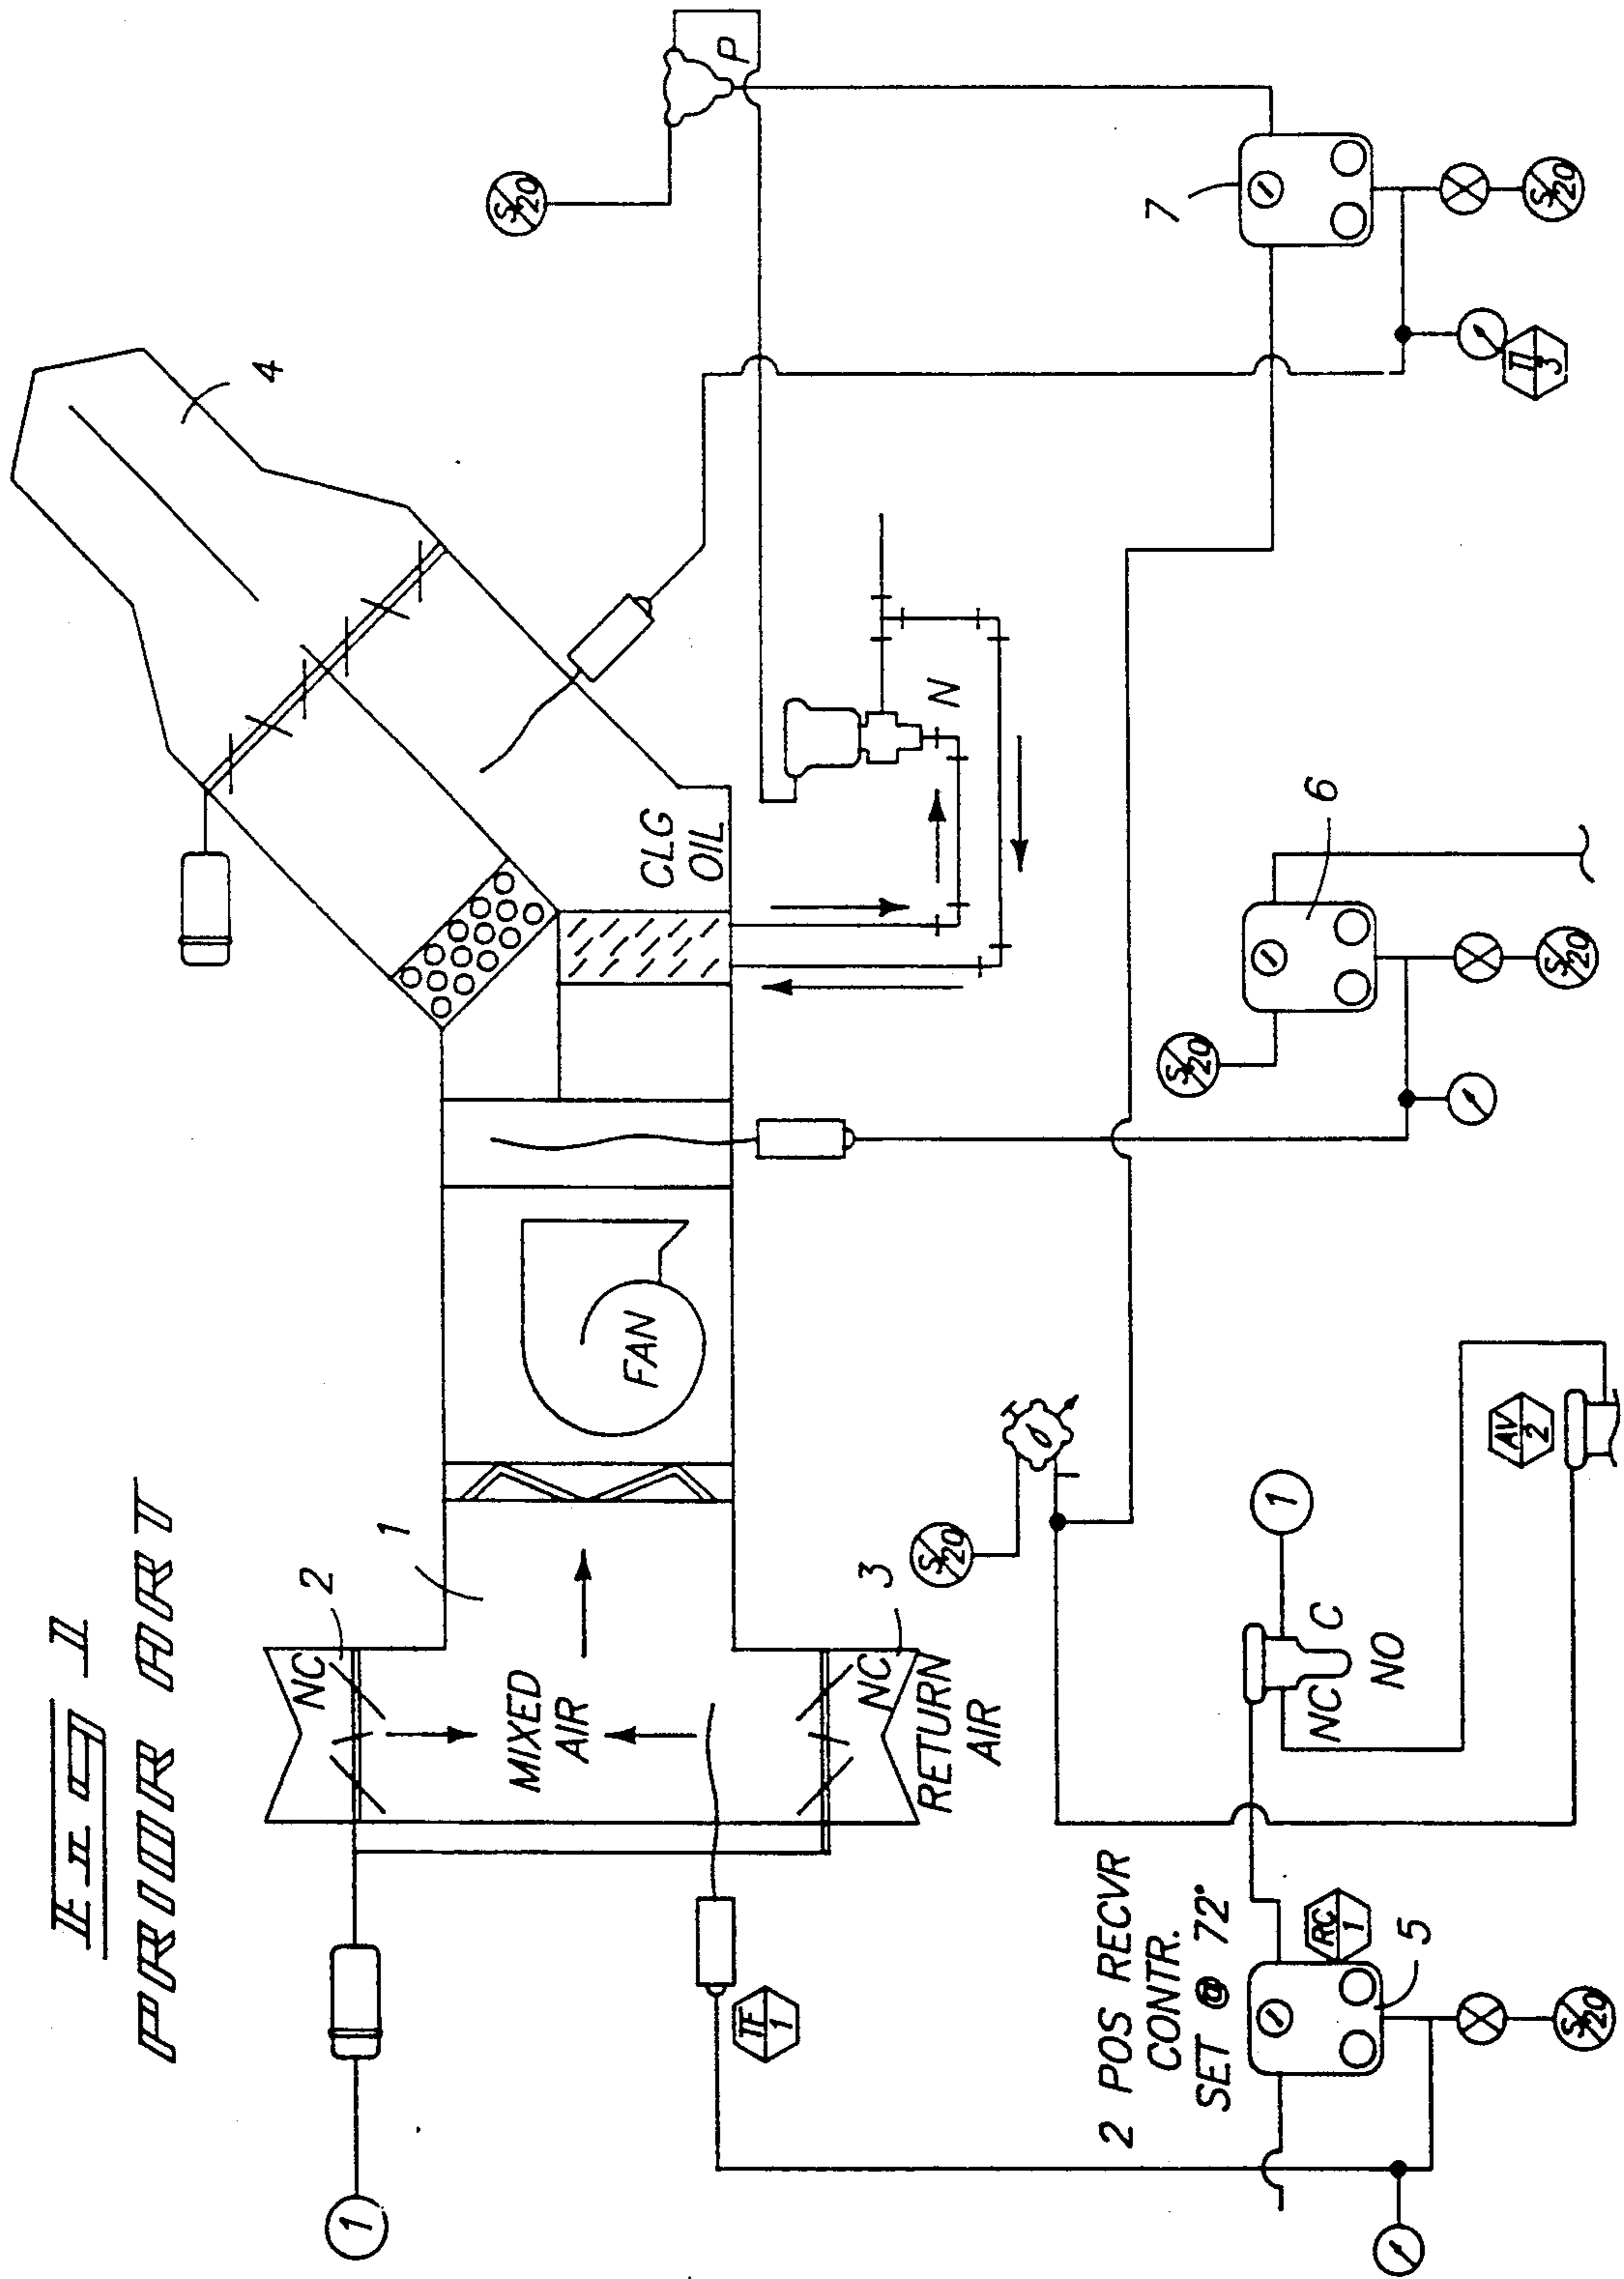 Fig 1
PRIOR ART
1
NC
2
MIXED
AIR
NC
3
RETURN
AIR
1
FAN
CLG
OIL
4
N
P
S/20
7
S/20
TI
3
6
S/20
S/20
S/20
1
NC
C
NO
AV
2
TE
1
2 POS RECVR
CONTR.
SET @ 72°
RC
1
5
S/20